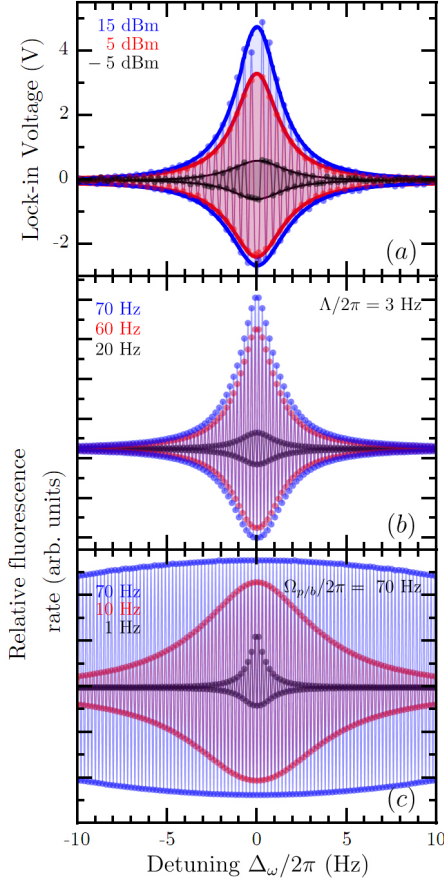 15 dBm
5 dBm
− 5 dBm
Lock-in Voltage (V)
4
2
0
-2
(a)
70 Hz
60 Hz
20 Hz
Λ/2π = 3 Hz
(b)
Relative fluorescence
rate (arb. units)
70 Hz
10 Hz
1 Hz
Ω_{p/b}/2π = 70 Hz
(c)
-10 -5 0 5 10
Detuning Δ_ω/2π (Hz)